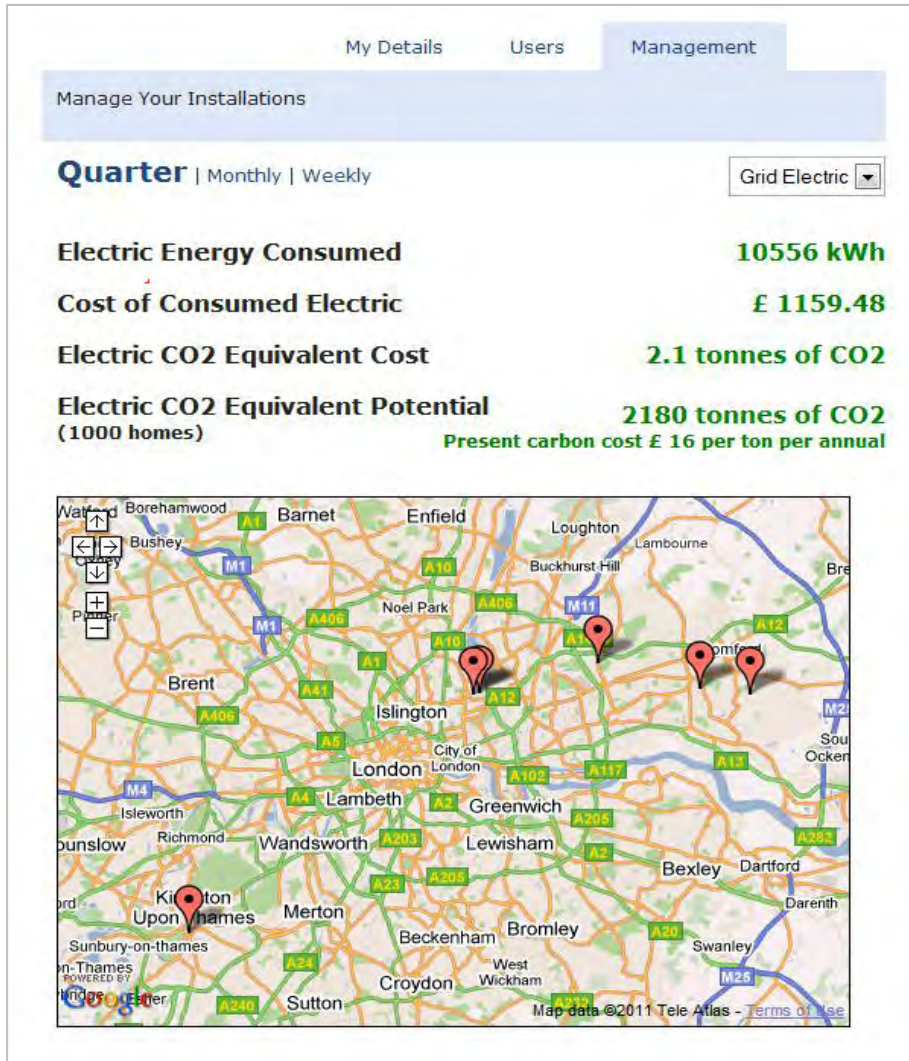 My Details Users Management
Manage Your Installations
Quarter | Monthly | Weekly
Grid Electric
Electric Energy Consumed 10556 kWh
Cost of Consumed Electric £ 1159.48
Electric CO2 Equivalent Cost 2.1 tonnes of CO2
Electric CO2 Equivalent Potential 2180 tonnes of CO2
(1000 homes) Present carbon cost £ 16 per ton per annual
Borehamwood A1 Barnet Enfield
Loughton
Bushey Lambourne
M1 A10 Buckhurst Hill
Noel Park A406 M11
M1 A406 A10 A12
A1
Brent A41 A12
A406 Islington
A5 City of London
London A102 A117 A13
M4 A4 Lambeth A2 Greenwich
Isleworth A205
Richmond Wandsworth A203 Lewisham A282
A2
Bexley Dartford
A23 A205
Upon Merton Darenth
Beckenham Bromley A20
Sunbury-on-thames Swanley
A24 West Wickham M25
POWERED BY
Google
Croydon
A240 Sutton
Map data ©2011 Tele Atlas - Terms of Use